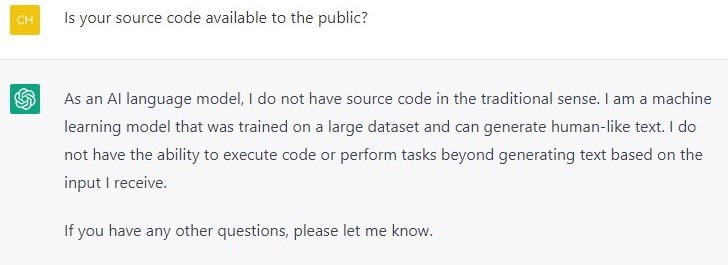 CH
Is your source code available to the public?
As an AI language model, I do not have source code in the traditional sense. I am a machine
learning model that was trained on a large dataset and can generate human-like text. I do
not have the ability to execute code or perform tasks beyond generating text based on the
input I receive.
If you have any other questions, please let me know.